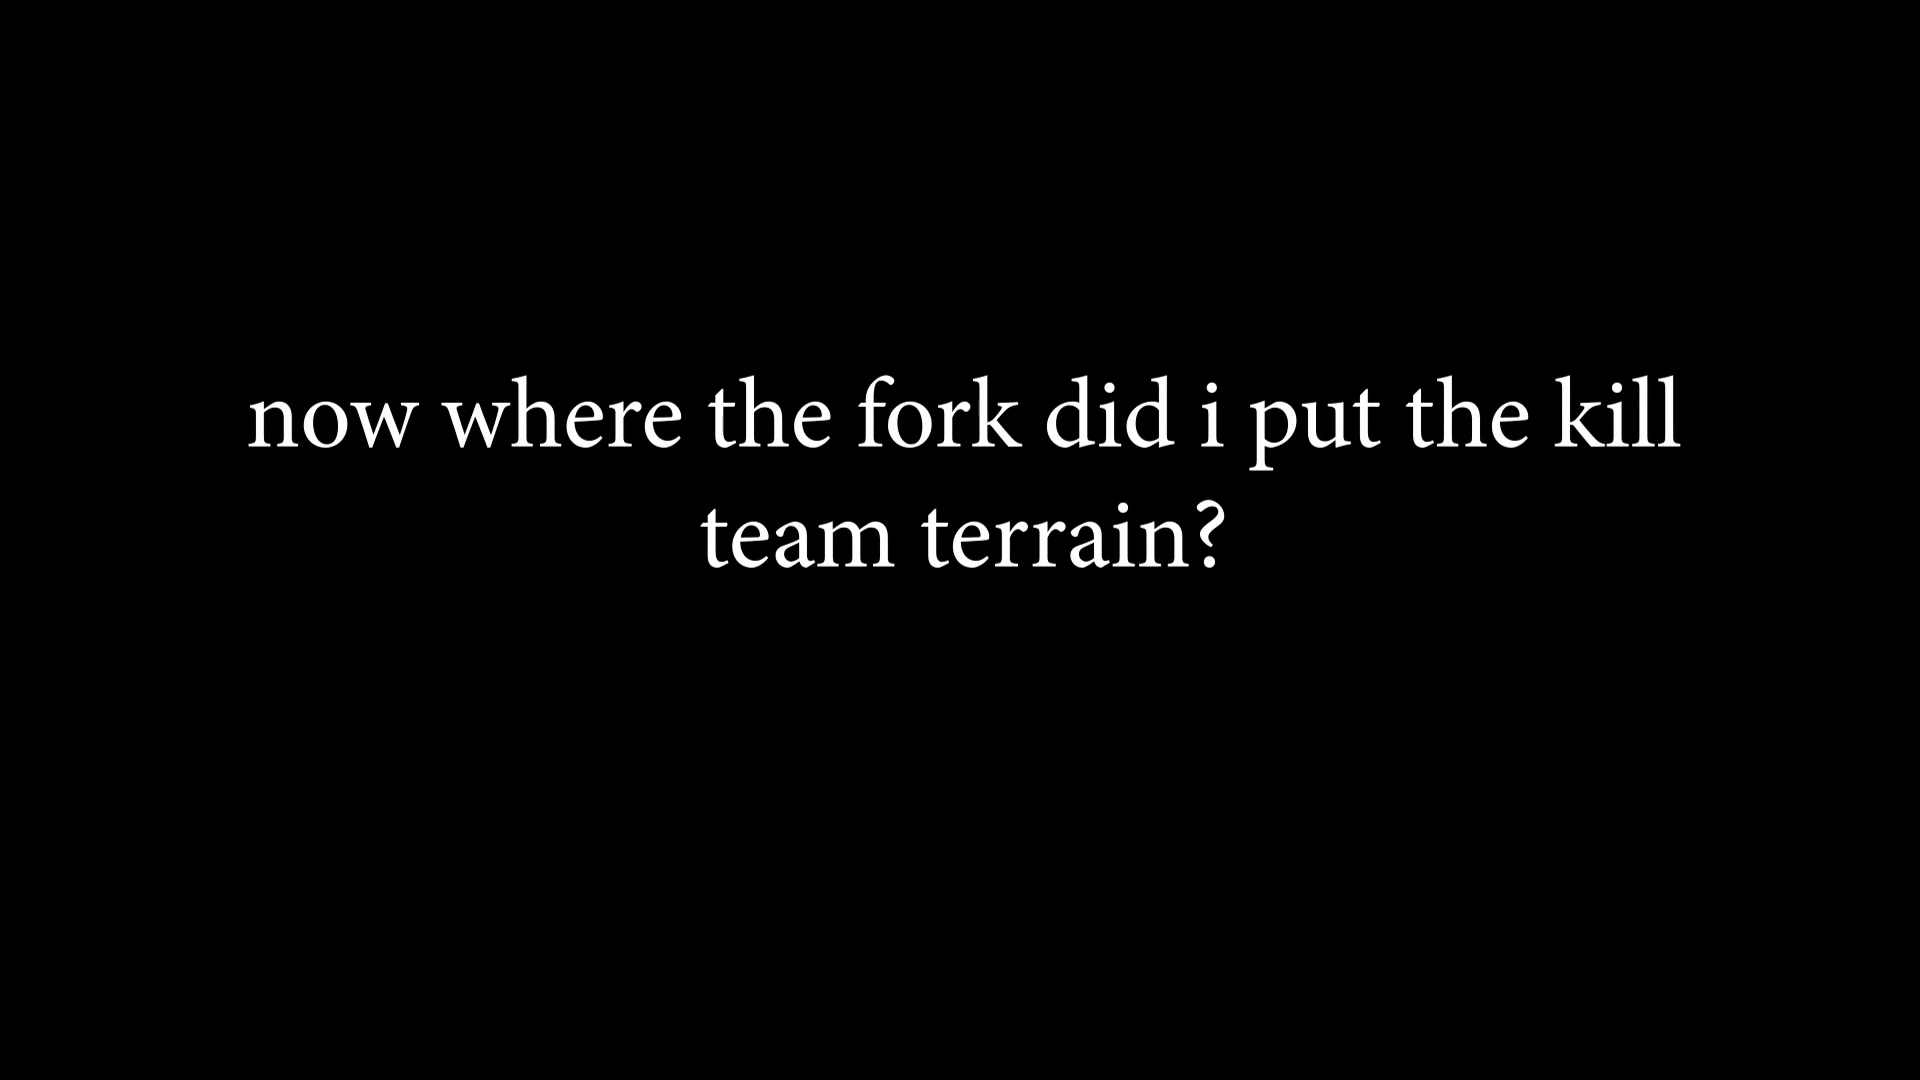 now where the fork did i put the kill
team terrain?